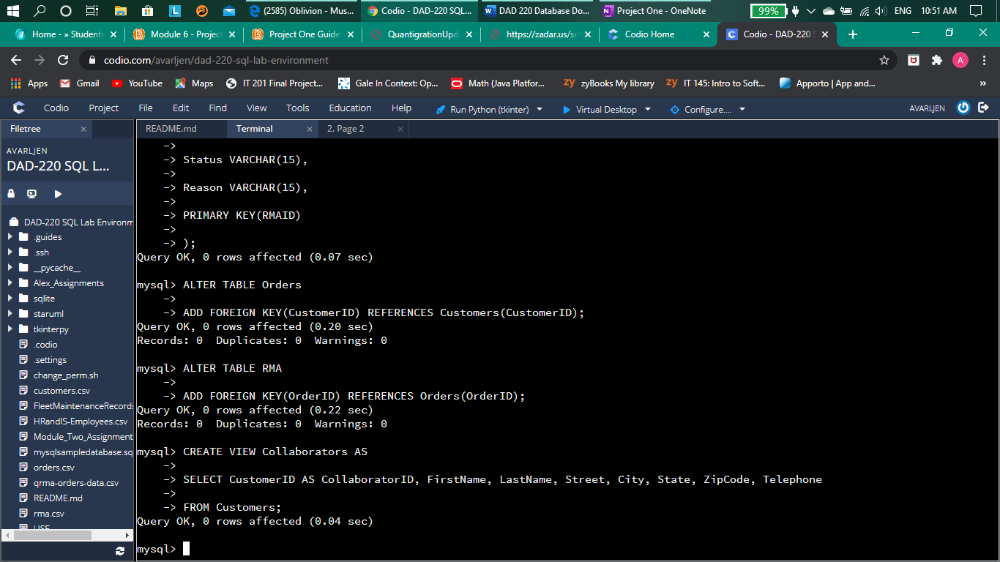 (2585) Oblivion - Mus... Codio - DAD-220 SQL... DAD 220 Database Do... Project One - OneNote 99% ENG 10:51 AM
Home - » Student: Module 6 - Project Project One Guide QuantigrationUpd https://zadar.us/sn Codio Home Codio - DAD-220 S
codio.com/avarljen/dad-220-sql-lab-environment A
Apps Gmail YouTube Maps IT 201 Final Project... Gale In Context: Op... Math (Java Platfor... zyBooks My library IT 145: Intro to Soft... Apporto | App and... »
Codio Project File Edit Find View Tools Education Help Run Python (tkinter) Virtual Desktop Configure.... AVARLJEN
Filetree README.md Terminal 2. Page 2
AVARLJEN
DAD-220 SQL L...
DAD-220 SQL Lab Environm
.guides
.ssh
__pycache__
Alex_Assignments
sqlite
staruml
tkinterpy
.codio
.settings
change_perm.sh
customers.csv
FleetMaintenanceRecords
HRandIS-Employees.csv
Module_Two_Assignment
mysqlsampledatabase.sq
orders.csv
qrma-orders-data.csv
README.md
rma.csv
USE
->
-> Status VARCHAR(15),
->
-> Reason VARCHAR(15),
->
-> PRIMARY KEY(RMAID)
->
-> );
Query OK, 0 rows affected (0.07 sec)
mysql> ALTER TABLE Orders
->
-> ADD FOREIGN KEY(CustomerID) REFERENCES Customers(CustomerID);
Query OK, 0 rows affected (0.20 sec)
Records: 0 Duplicates: 0 Warnings: 0
mysql> ALTER TABLE RMA
->
-> ADD FOREIGN KEY(OrderID) REFERENCES Orders(OrderID);
Query OK, 0 rows affected (0.22 sec)
Records: 0 Duplicates: 0 Warnings: 0
mysql> CREATE VIEW Collaborators AS
->
-> SELECT CustomerID AS CollaboratorID, FirstName, LastName, Street, City, State, ZipCode, Telephone
->
-> FROM Customers;
Query OK, 0 rows affected (0.04 sec)
mysql>